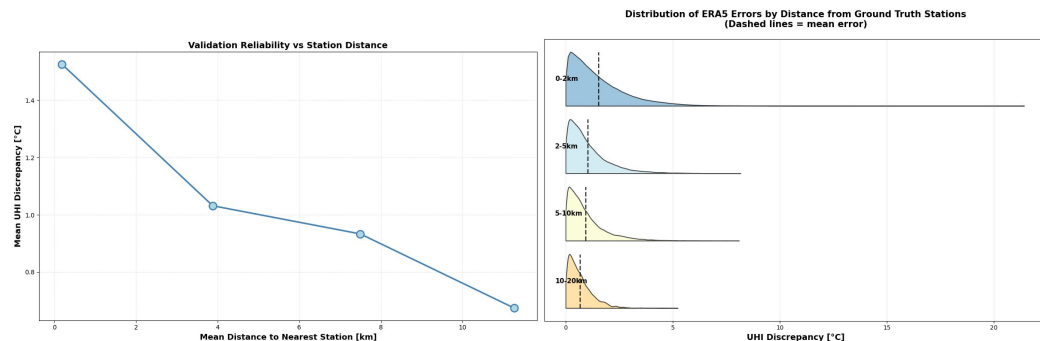 Validation Reliability vs Station Distance
Mean UHI Discrepancy [°C]
1.4
1.2
1.0
0.8
0
2
4
6
8
10
Mean Distance to Nearest Station [km]
Distribution of ERA5 Errors by Distance from Ground Truth Stations
(Dashed lines = mean error)
0-2km
2-5km
5-10km
10-20km
0
5
10
15
20
UHI Discrepancy [°C]